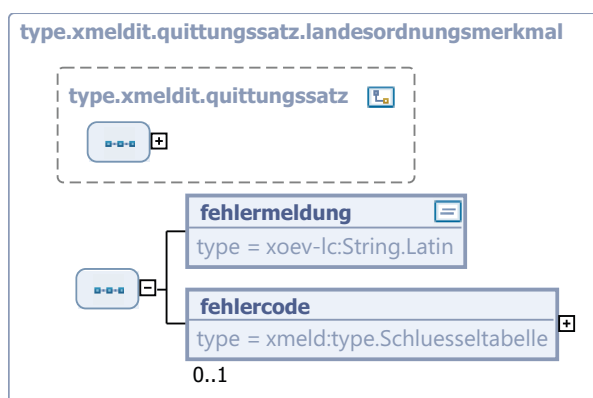 type.xmeldit.quittungssatz.landesordnungsmerkmal
type.xmeldit.quittungssatz
fehlermeldung
type = xoev-lc:String.Latin
fehlercode
type = xmeld:type.Schluesseltabelle
0..1